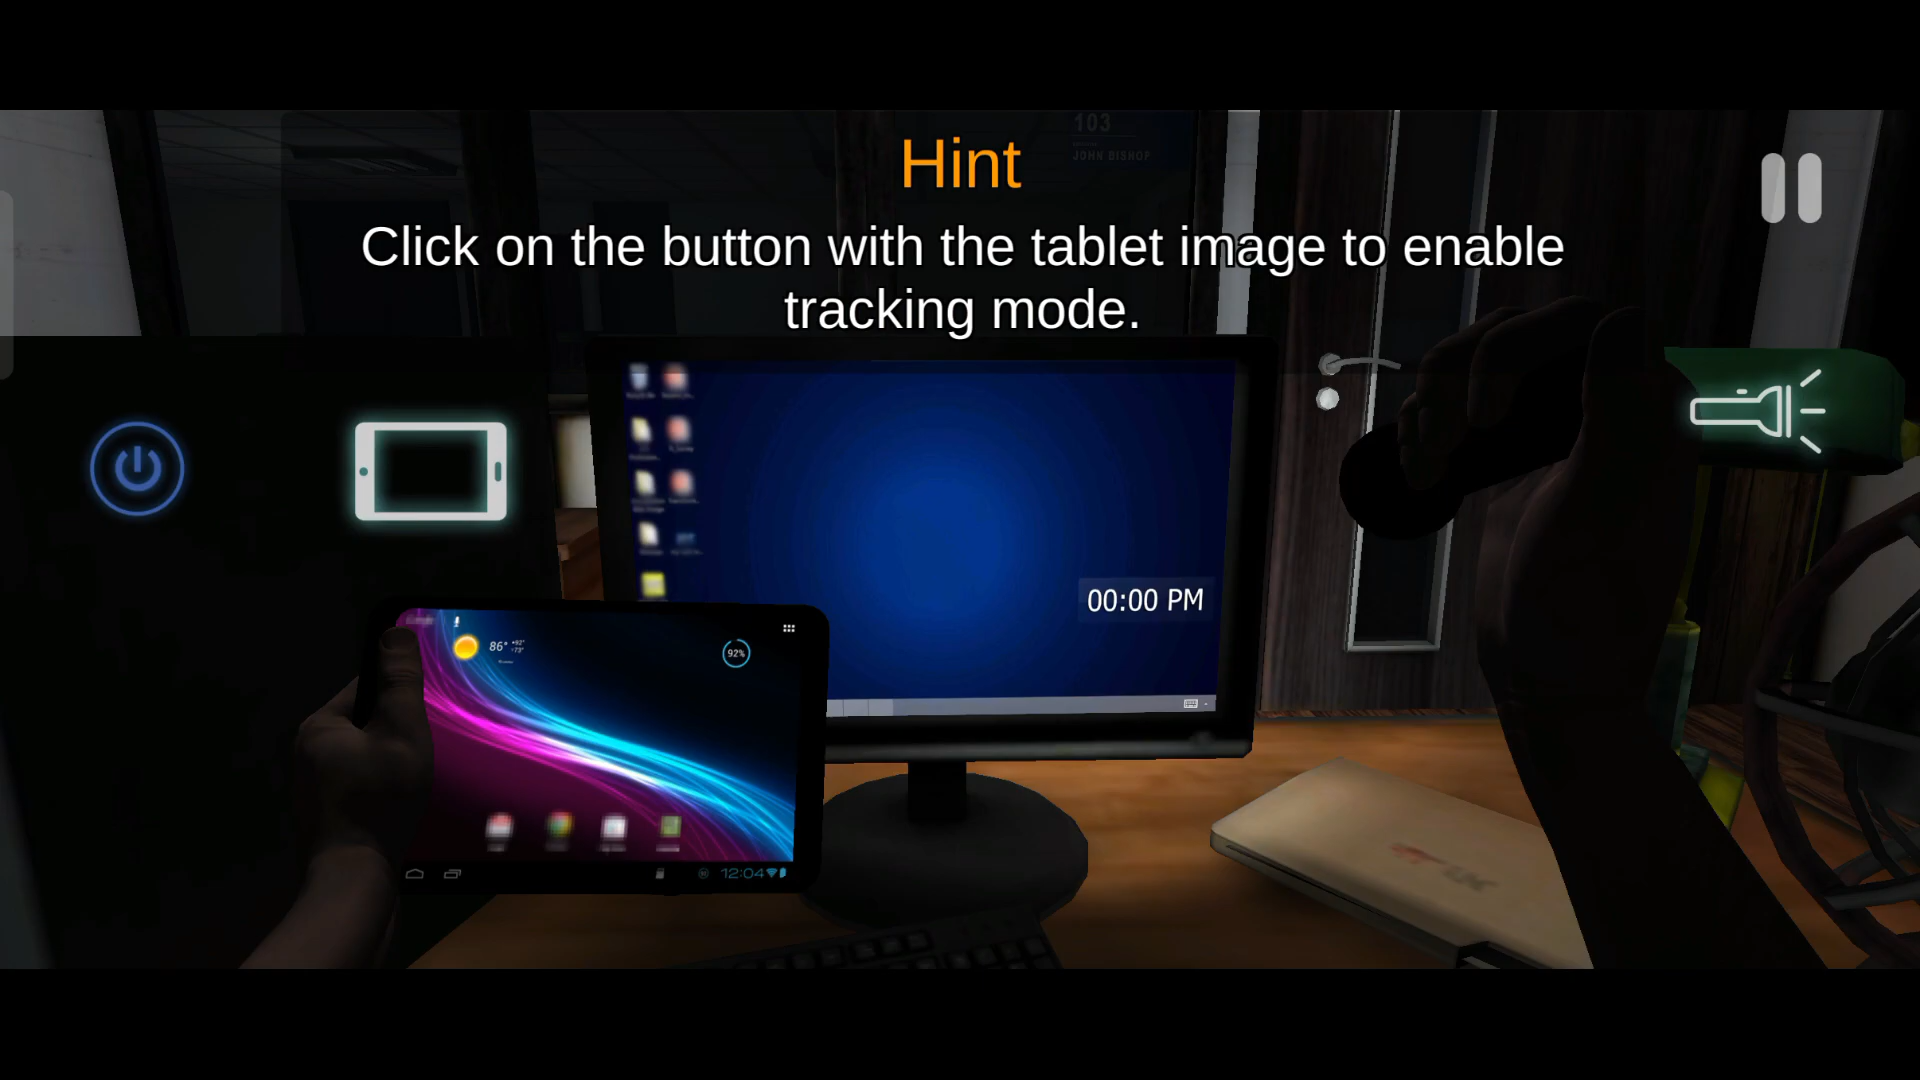 103
JOHN BISHOP
Hint
Click on the button with the tablet image to enable
tracking mode.
00:00 PM
86°
92%
12:04